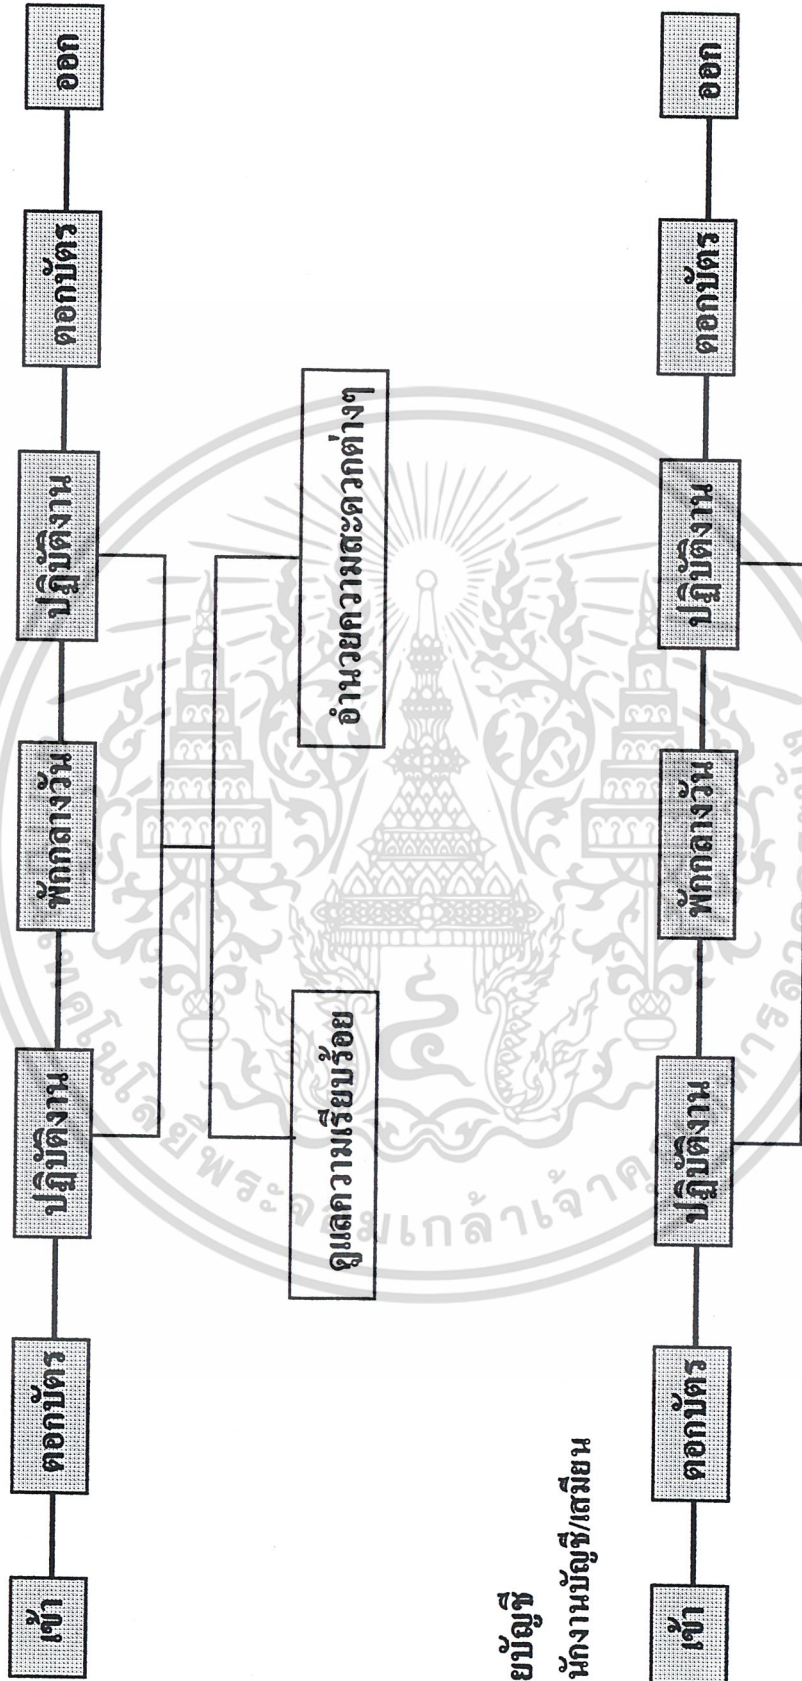 เข้า ตอกบัตร ปฏิบัติงาน พักกลางวัน ปฏิบัติงาน ตอกบัตร ออก
ดูแลความเรียบร้อย อำนวยความสะดวกต่างๆ
ยบัญชี
นักงานบัญชี/เสมียน
เข้า ตอกบัตร ปฏิบัติงาน พักกลางวัน ปฏิบัติงาน ตอกบัตร ออก